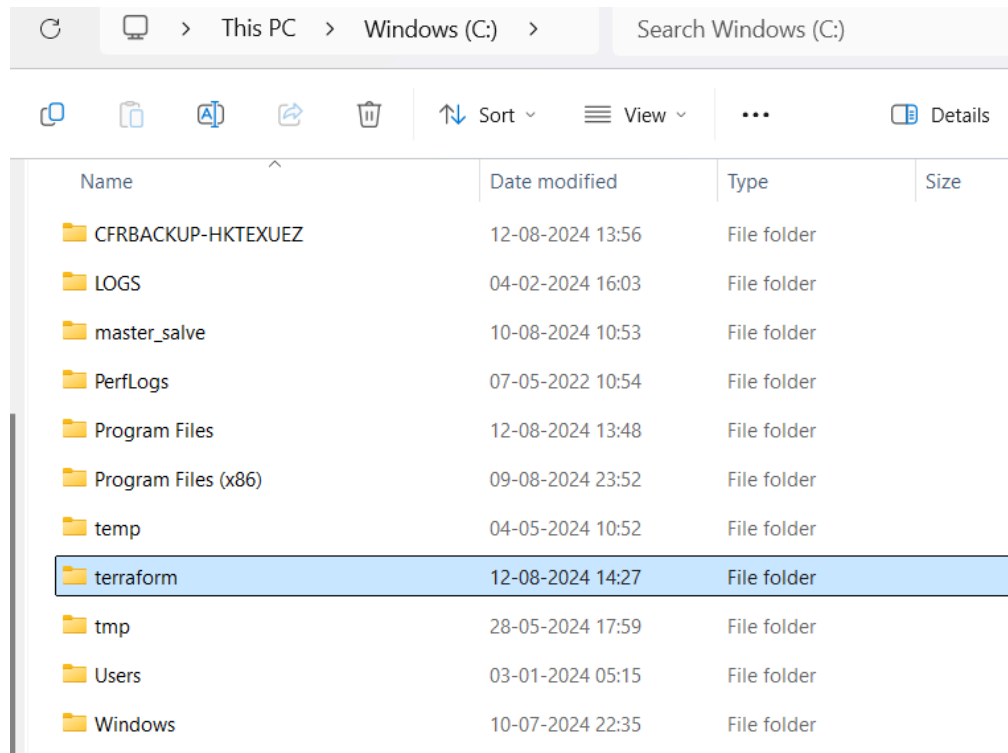 This PC > Windows (C:) > Search Windows (C:)
Sort View ... Details
Name Date modified Type Size
CFRBACKUP-HKTEXUEZ 12-08-2024 13:56 File folder
LOGS 04-02-2024 16:03 File folder
master_salve 10-08-2024 10:53 File folder
PerfLogs 07-05-2022 10:54 File folder
Program Files 12-08-2024 13:48 File folder
Program Files (x86) 09-08-2024 23:52 File folder
temp 04-05-2024 10:52 File folder
terraform 12-08-2024 14:27 File folder
tmp 28-05-2024 17:59 File folder
Users 03-01-2024 05:15 File folder
Windows 10-07-2024 22:35 File folder